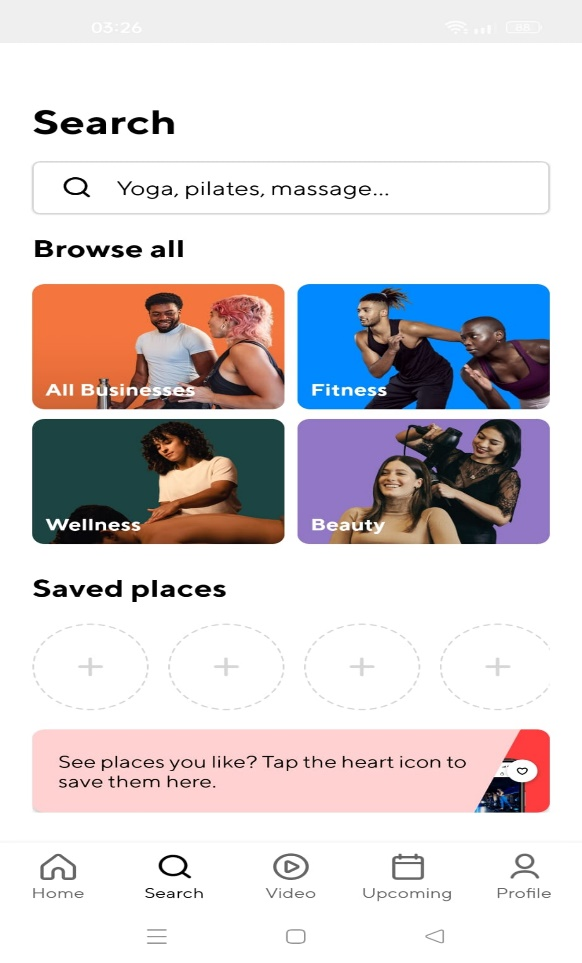 03:26
88
Search
Yoga, pilates, massage...
Browse all
All Businesses
Fitness
Wellness
Beauty
Saved places
See places you like? Tap the heart icon to
save them here.
Home
Search
Video
Upcoming
Profile